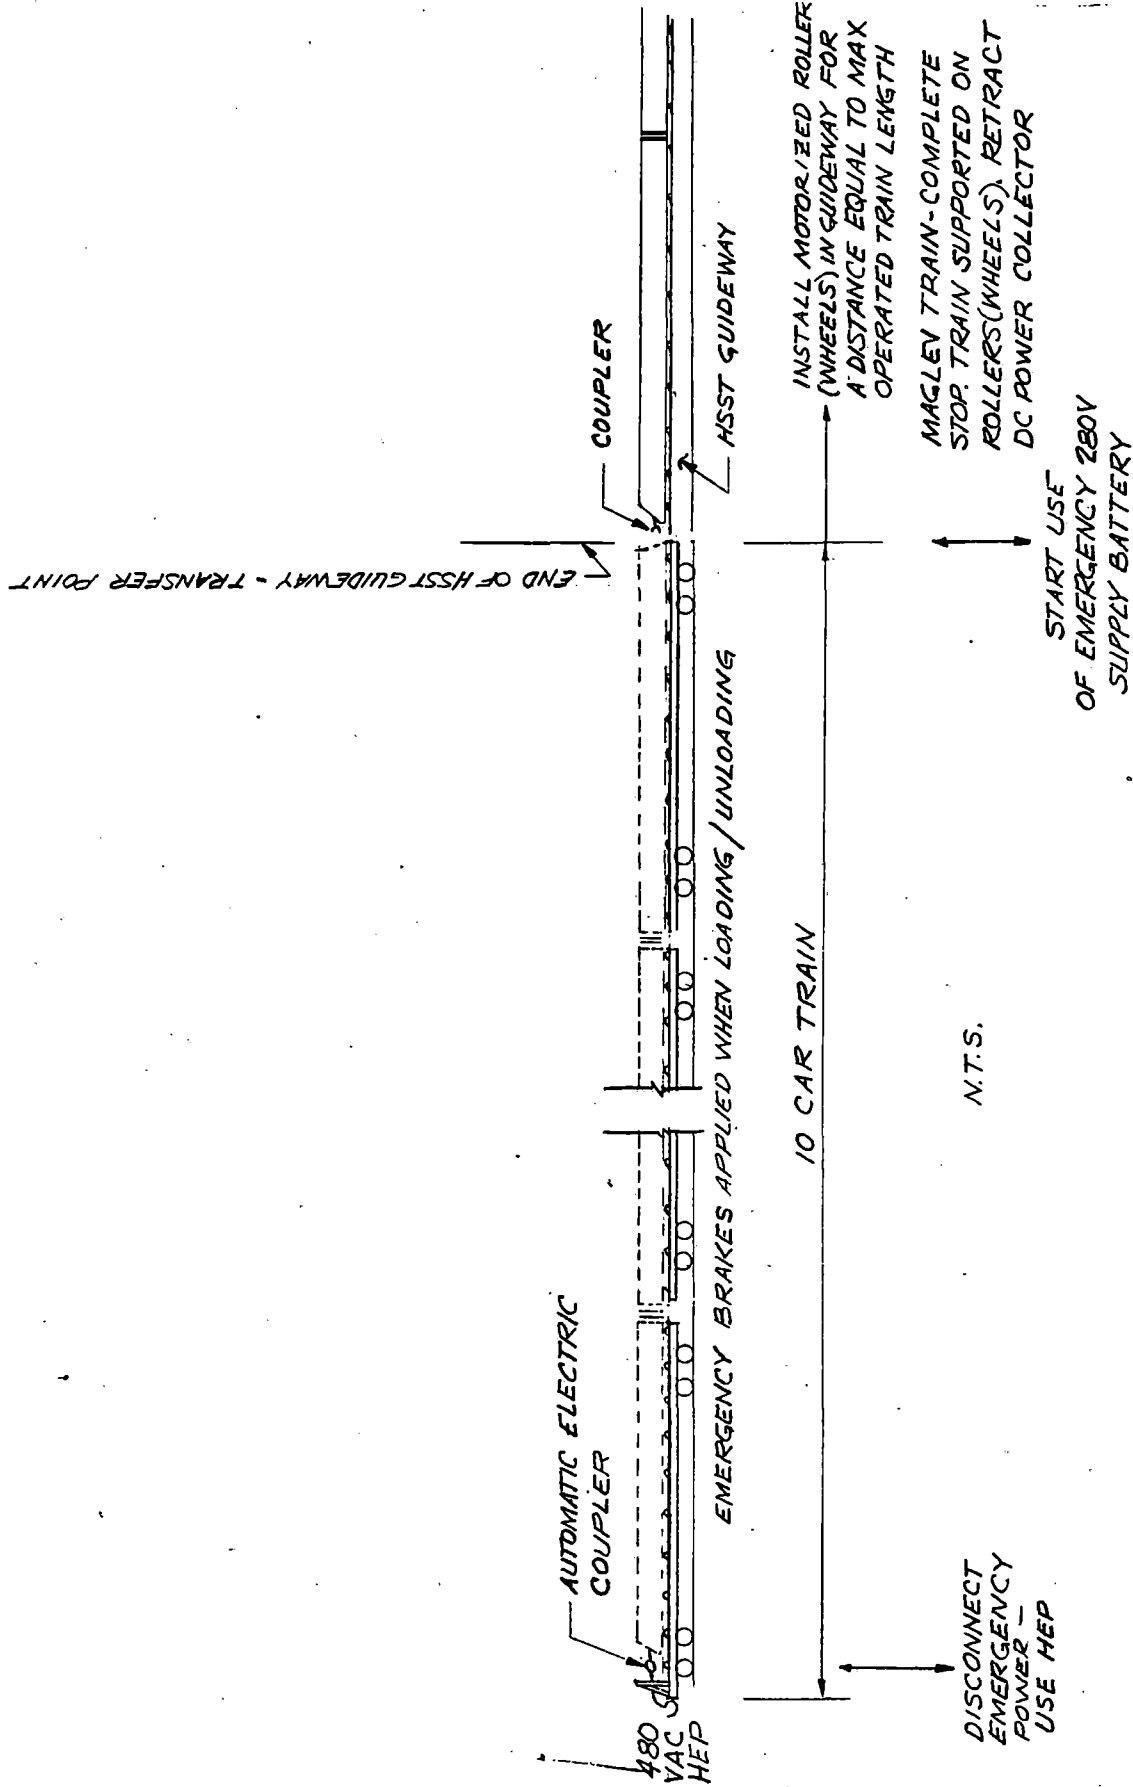 END OF HSST GUIDEWAY - TRANSFER POINT
AUTOMATIC ELECTRIC
COUPLER
COUPLER
480
VAC
HEP
HSST GUIDEWAY
EMERGENCY BRAKES APPLIED WHEN LOADING/UNLOADING
INSTALL MOTORIZED ROLLER
(WHEELS) IN GUIDEWAY FOR
A DISTANCE EQUAL TO MAX
OPERATED TRAIN LENGTH
10 CAR TRAIN
MAGLEV TRAIN-COMPLETE
STOP. TRAIN SUPPORTED ON
ROLLERS(WHEELS). RETRACT
DC POWER COLLECTOR
DISCONNECT
EMERGENCY
POWER —
USE HEP
N.T.S.
START USE
OF EMERGENCY 280V
SUPPLY BATTERY